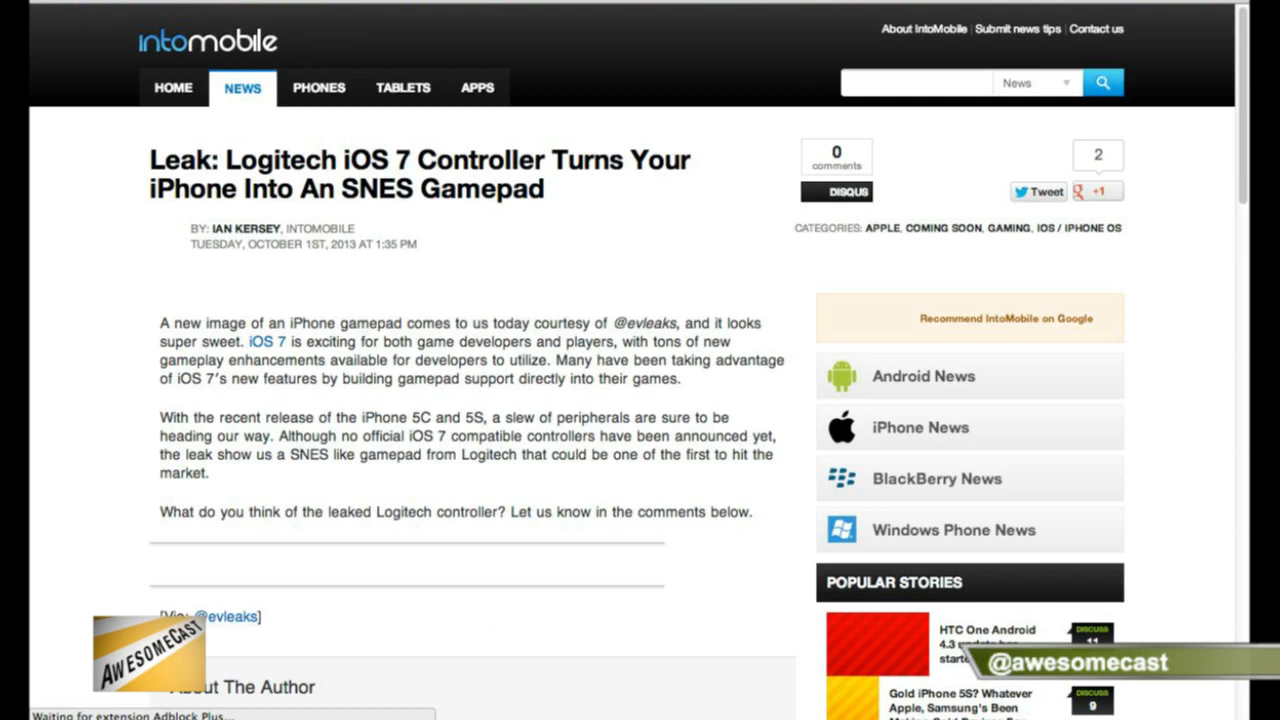 intomobile
About IntoMobile | Submit news tips | Contact us
HOME NEWS PHONES TABLETS APPS
News
Leak: Logitech iOS 7 Controller Turns Your
iPhone Into An SNES Gamepad
0
comments
DISQUS
2
Tweet
+1
BY: IAN KERSEY, INTOMOBILE
TUESDAY, OCTOBER 1ST, 2013 AT 1:35 PM
CATEGORIES: APPLE, COMING SOON, GAMING, IOS / IPHONE OS
A new image of an iPhone gamepad comes to us today courtesy of @evleaks, and it looks
super sweet. iOS 7 is exciting for both game developers and players, with tons of new
gameplay enhancements available for developers to utilize. Many have been taking advantage
of iOS 7's new features by building gamepad support directly into their games.
With the recent release of the iPhone 5C and 5S, a slew of peripherals are sure to be
heading our way. Although no official iOS 7 compatible controllers have been announced yet,
the leak show us a SNES like gamepad from Logitech that could be one of the first to hit the
market.
What do you think of the leaked Logitech controller? Let us know in the comments below.
[Via: @evleaks]
About The Author
Recommend IntoMobile on Google
Android News
iPhone News
BlackBerry News
Windows Phone News
POPULAR STORIES
HTC One Android
4.3 update has
DISCUSS
11
Gold iPhone 5S? Whatever
Apple, Samsung's Been
DISCUSS
9
AWESOMECAST
@awesomecast
Waiting for extension Adblock Plus...